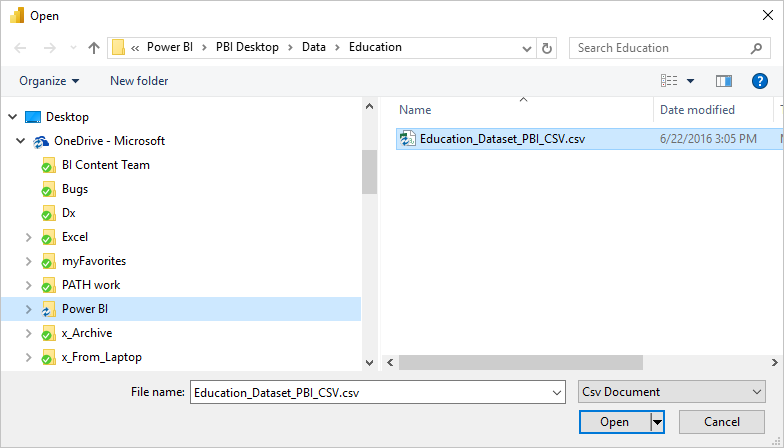 Open
« Power BI > PBI Desktop > Data > Education
Search Education
Organize
New folder
?
Desktop
OneDrive - Microsoft
BI Content Team
Bugs
Dx
Excel
myFavorites
PATH work
Power BI
x_Archive
x_From_Laptop
Name
Date modified
Education_Dataset_PBI_CSV.csv
6/22/2016 3:05 PM
File name:
Education_Dataset_PBI_CSV.csv
Csv Document
Open
Cancel